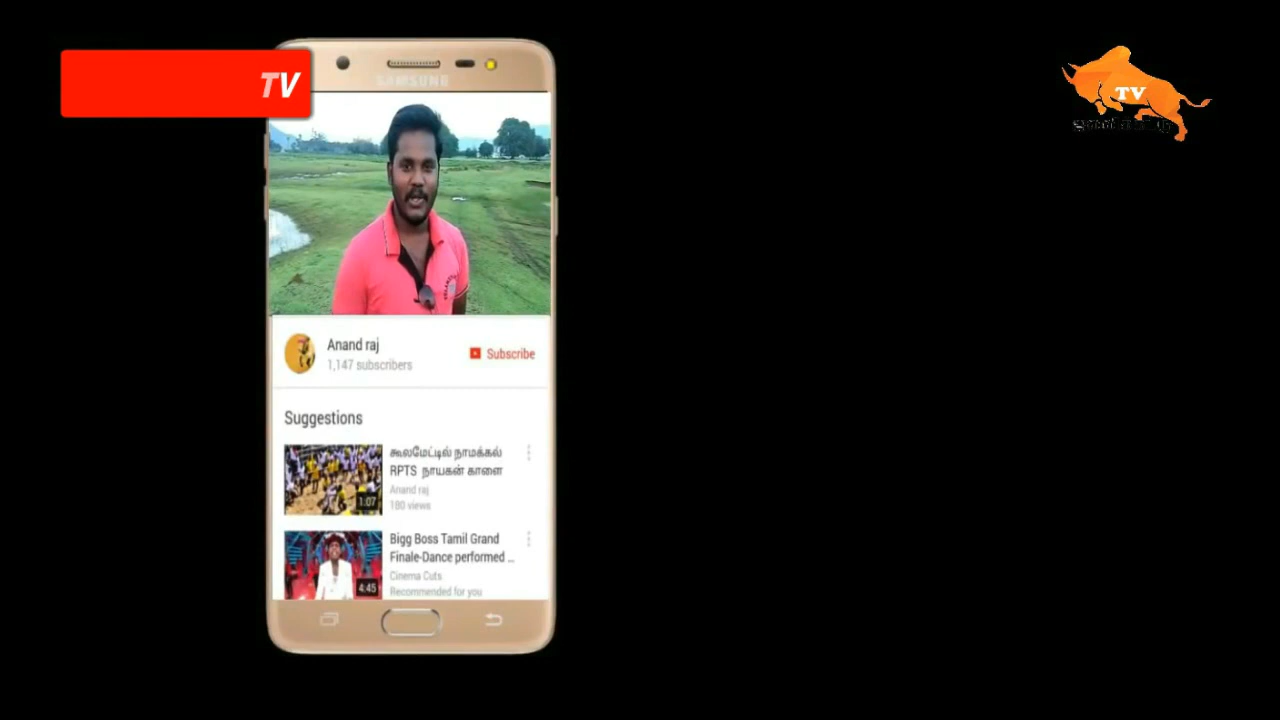 TV
SAMSUNG
TV
Anand raj
1,147 subscribers
Subscribe
Suggestions
கூலமேட்டில் நாமக்கல்
RPTS நாயகன் காளை
Anand raj
180 views
1:07
Bigg Boss Tamil Grand
Finale-Dance performed ...
Cinema Cuts
Recommended for you
4:45